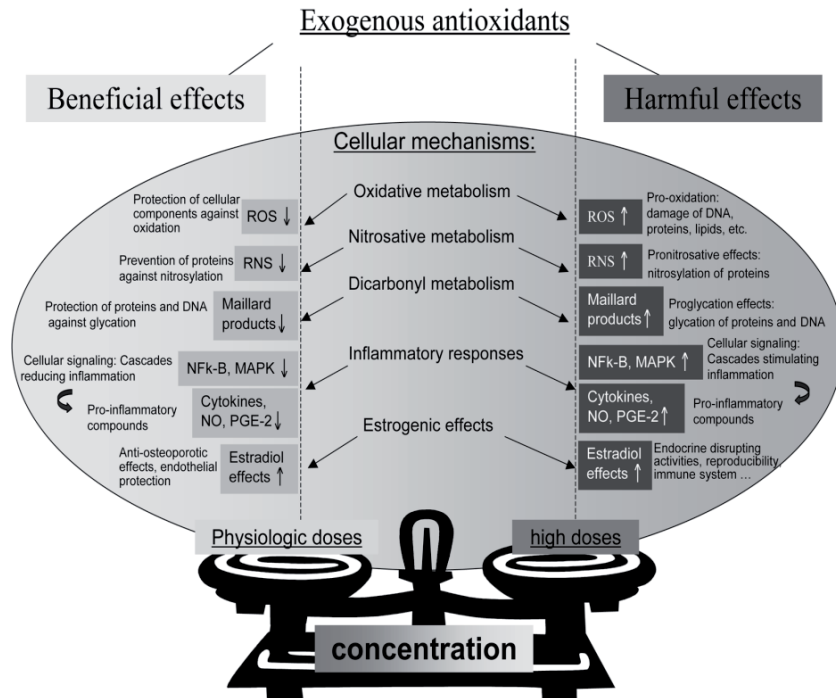 Exogenous antioxidants
Beneficial effects
Harmful effects
Cellular mechanisms:
Protection of cellular
components against
oxidation
ROS ↓
Oxidative metabolism
ROS ↑
Pro-oxidation:
damage of DNA,
proteins, lipids, etc.
Prevention of proteins
against nitrosylation
RNS ↓
Nitrosative metabolism
RNS ↑
Pronitrosative effects:
nitrosylation of proteins
Protection of proteins and DNA
against glycation
Maillard
products ↓
Dicarbonyl metabolism
Maillard
products ↑
Proglycation effects:
glycation of proteins and DNA
Cellular signaling: Cascades
reducing inflammation
NFk-B, MAPK ↓
Inflammatory responses
NFk-B, MAPK ↑
Cellular signaling:
Cascades stimulating
inflammation
Pro-inflammatory
compounds
Cytokines,
NO, PGE-2 ↓
Cytokines,
NO, PGE-2 ↑
Pro-inflammatory
compounds
Anti-osteoporotic
effects, endothelial
protection
Estradiol
effects ↑
Estrogenic effects
Estradiol
effects ↑
Endocrine disrupting
activities, reproducibility,
immune system ...
Physiologic doses
high doses
concentration